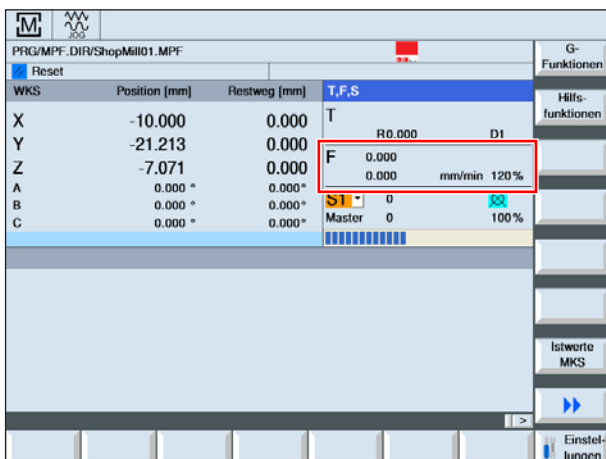 M JOG
PRG/MPF.DIR/ShopMill01.MPF
Reset
WKS Position [mm] Restweg [mm] T,F,S
X -10.000 0.000
Y -21.213 0.000
Z -7.071 0.000
A 0.000 ° 0.000°
B 0.000 ° 0.000°
C 0.000 ° 0.000°
T
R0.000 D1
F 0.000
0.000 mm/min 120%
S1 0
Master 0 100%
>
G-
Funktionen
Hilfs-
funktionen
Istwerte
MKS
Einstel-
lungen